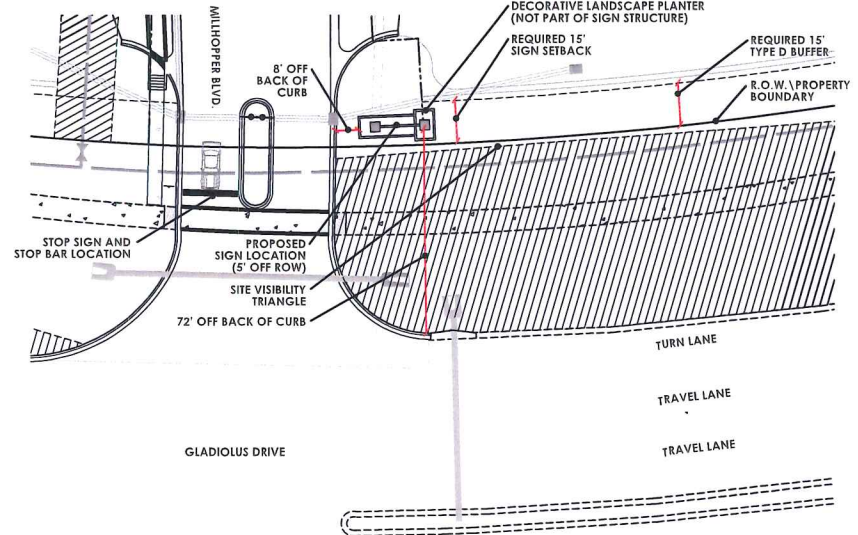 DECORATIVE LANDSCAPE PLANTER
(NOT PART OF SIGN STRUCTURE)
MILLHOPPER BLVD.
REQUIRED 15'
SIGN SETBACK
REQUIRED 15'
TYPE D BUFFER
8' OFF
BACK OF
CURB
R.O.W.\PROPERTY
BOUNDARY
STOP SIGN AND
STOP BAR LOCATION
PROPOSED
SIGN LOCATION
(5' OFF ROW)
SITE VISIBILITY
TRIANGLE
72' OFF BACK OF CURB
TURN LANE
TRAVEL LANE
TRAVEL LANE
GLADIOLUS DRIVE